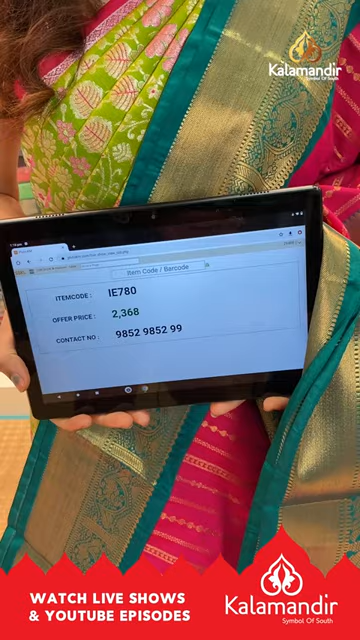 Kalamandir
Symbol Of South
Item Code / Barcode
ITEMCODE : IE780
OFFER PRICE : 2,368
CONTACT NO : 9852 9852 99
WATCH LIVE SHOWS
& YOUTUBE EPISODES
Kalamandir
Symbol Of South